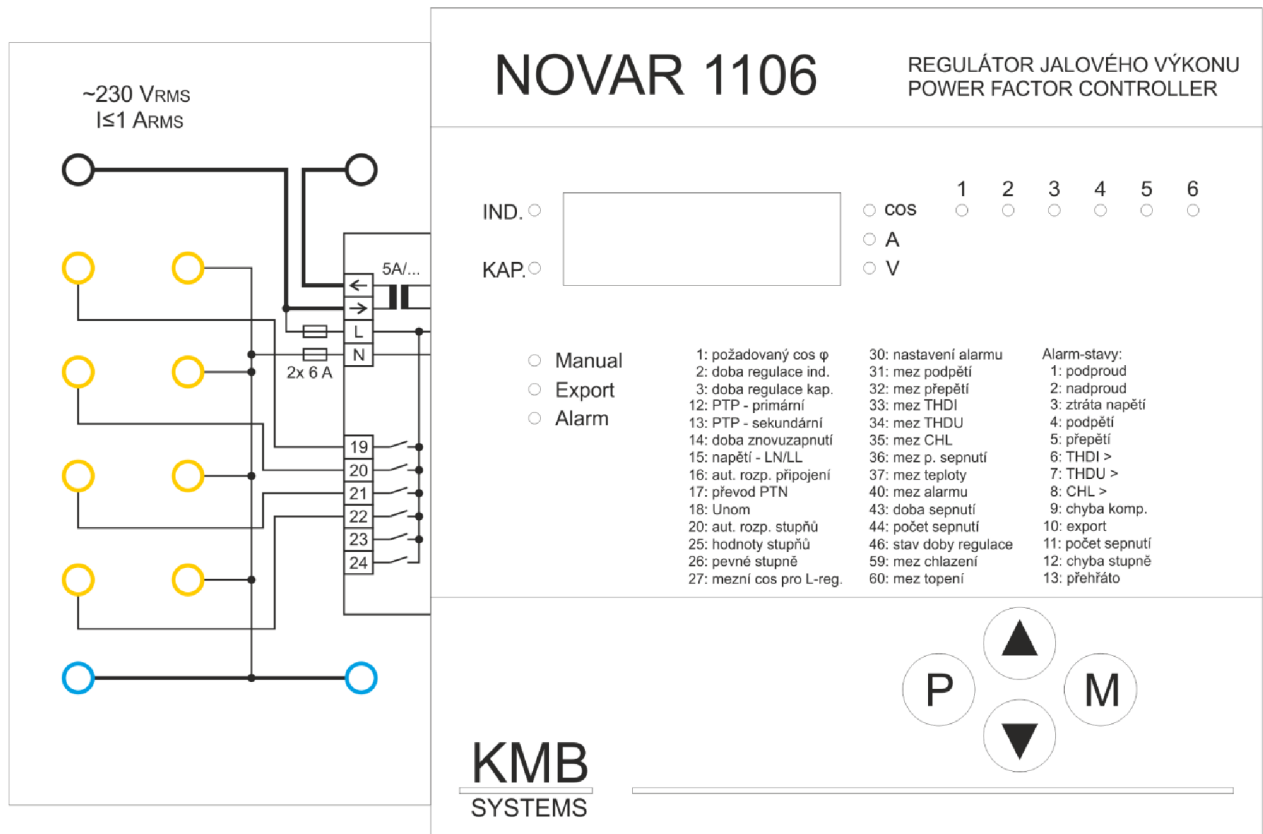 ~230 VRMS
I≤1 ARMS
5A/...
←
→
L
N
2x 6 A
19
20
21
22
23
24
NOVAR 1106
REGULÁTOR JALOVÉHO VÝKONU
POWER FACTOR CONTROLLER
IND.
KAP.
COS
A
V
1 2 3 4 5 6
Manual
Export
Alarm
1: požadovaný cos φ
2: doba regulace ind.
3: doba regulace kap.
12: PTP - primární
13: PTP - sekundární
14: doba znovuzapnutí
15: napětí - LN/LL
16: aut. rozp. připojení
17: převod PTN
18: Unom
20: aut. rozp. stupňů
25: hodnoty stupňů
26: pevné stupně
27: mezní cos pro L-reg.
30: nastavení alarmu
31: mez podpětí
32: mez přepětí
33: mez THDI
34: mez THDU
35: mez CHL
36: mez p. sepnutí
37: mez teploty
40: mez alarmu
43: doba sepnutí
44: počet sepnutí
46: stav doby regulace
59: mez chlazení
60: mez topení
Alarm-stavy:
1: podproud
2: nadproud
3: ztráta napětí
4: podpětí
5: přepětí
6: THDI >
7: THDU >
8: CHL >
9: chyba komp.
10: export
11: počet sepnutí
12: chyba stupně
13: přehřáto
▲
P M
▼
KMB
SYSTEMS